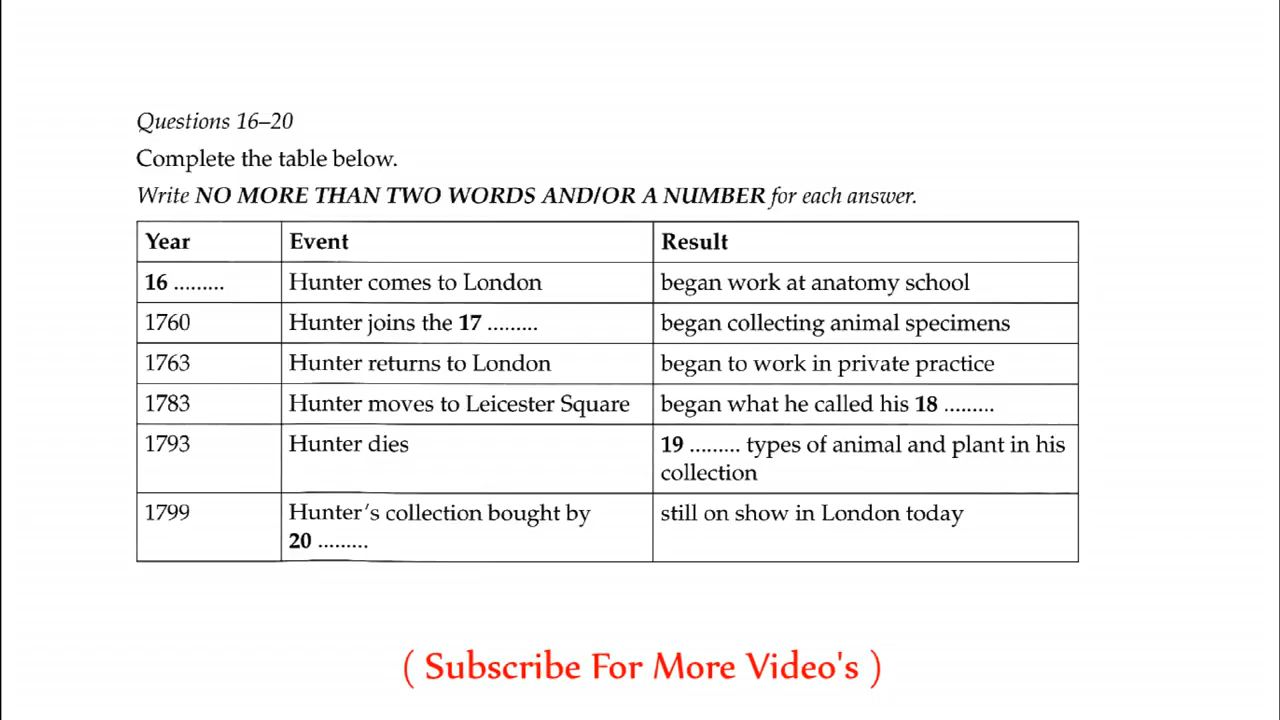 Questions 16–20
Complete the table below.
Write NO MORE THAN TWO WORDS AND/OR A NUMBER for each answer.
Year Event Result
16 ......... Hunter comes to London began work at anatomy school
1760 Hunter joins the 17 ......... began collecting animal specimens
1763 Hunter returns to London began to work in private practice
1783 Hunter moves to Leicester Square began what he called his 18 .........
1793 Hunter dies 19 ......... types of animal and plant in his
collection
1799 Hunter's collection bought by still on show in London today
20 .........
( Subscribe For More Video's )